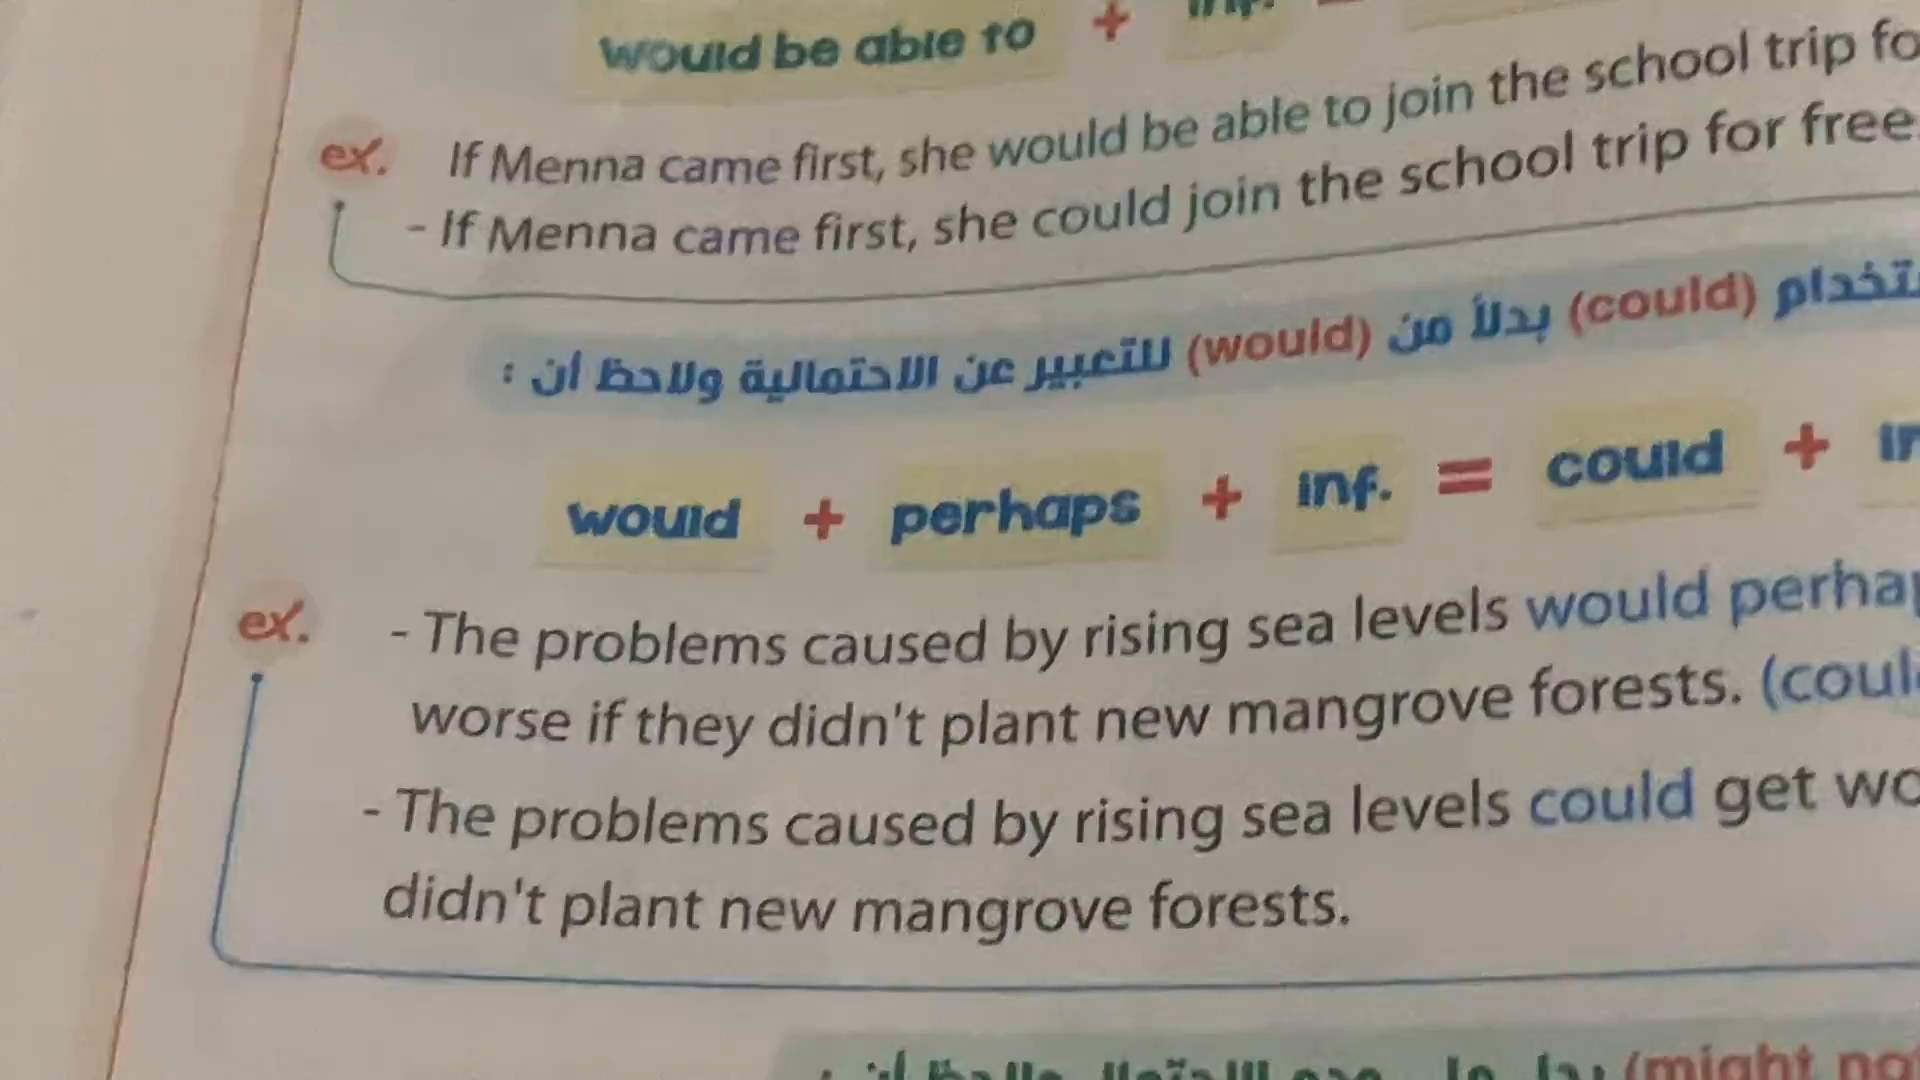 would be able to + inf.
ex. If Menna came first, she would be able to join the school trip
- If Menna came first, she could join the school trip for free
(could) بدلاً من (would) للتعبير عن الاحتمالية ولاحظ أن :
would + perhaps + inf. = could +
ex. - The problems caused by rising sea levels would
worse if they didn't plant new mangrove forests.
- The problems caused by rising sea levels could get
didn't plant new mangrove forests.
(might